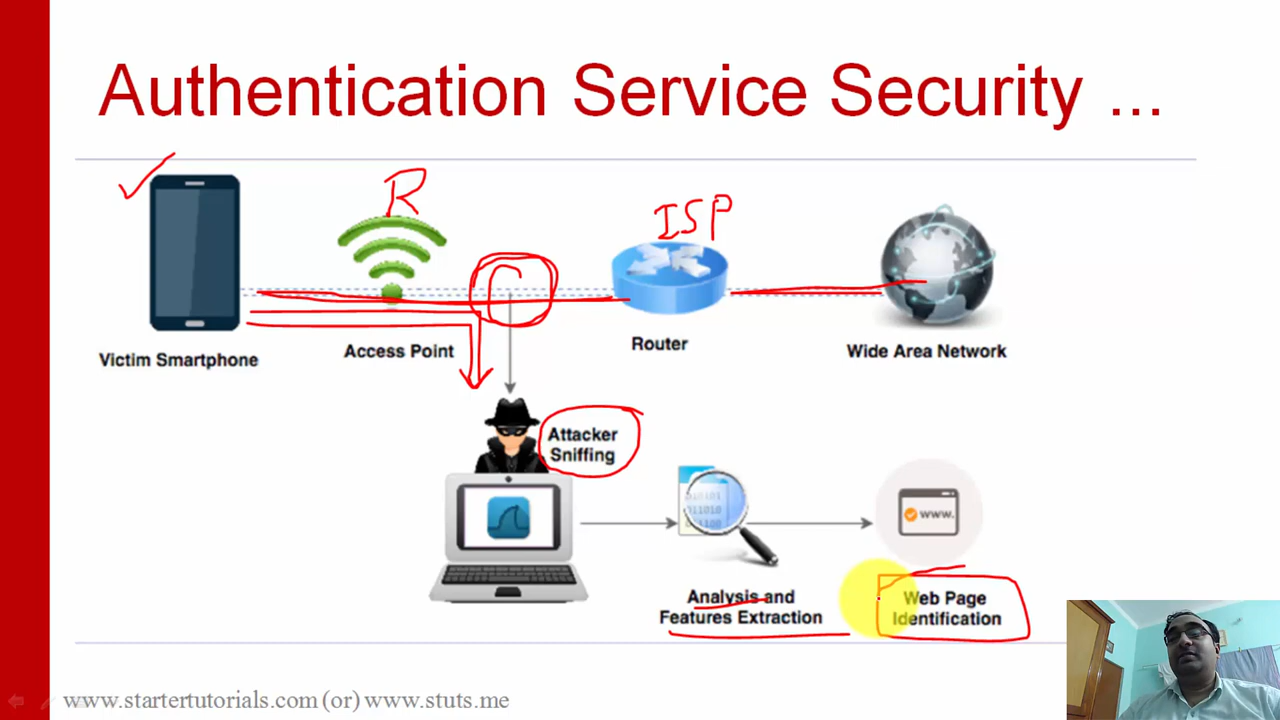 Authentication Service Security ...
R
ISP
Victim Smartphone
Access Point
Router
Wide Area Network
Attacker
Sniffing
www.
Analysis and
Features Extraction
Web Page
Identification
www.startertutorials.com (or) www.stuts.me